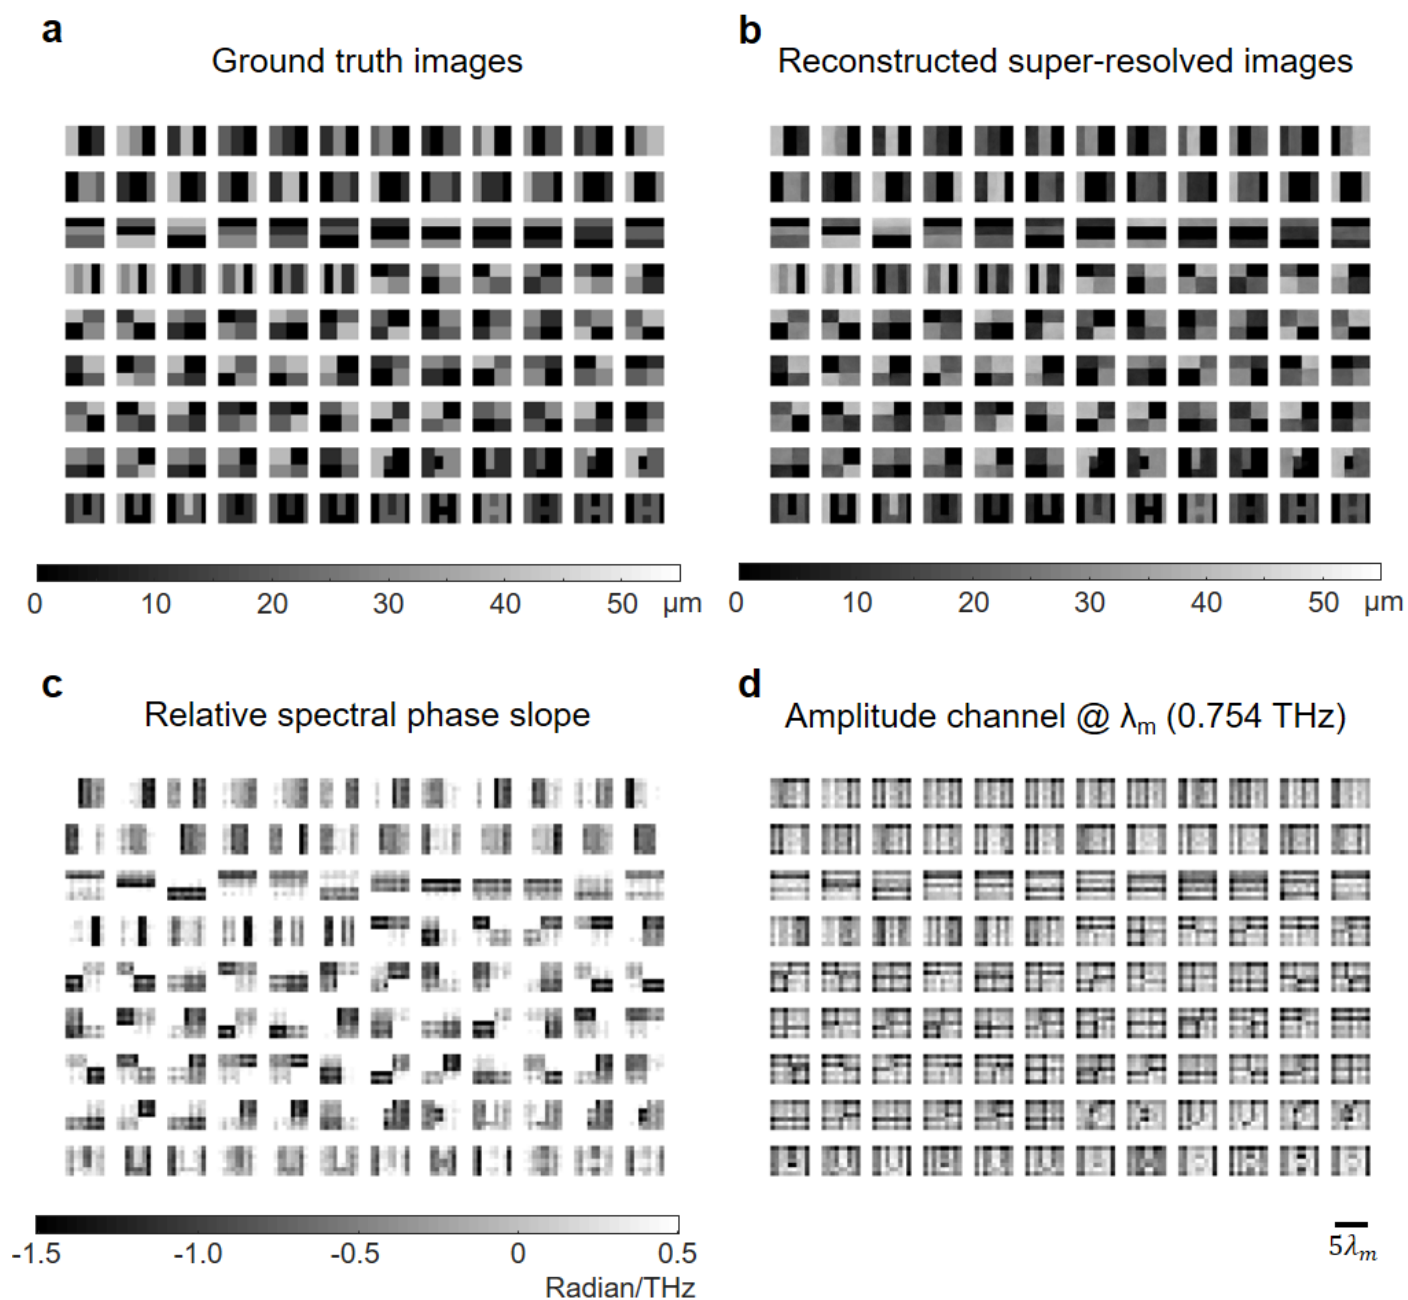 a
Ground truth images
b
Reconstructed super-resolved images
0 10 20 30 40 50 μm
0 10 20 30 40 50 μm
c
Relative spectral phase slope
d
Amplitude channel @ λm (0.754 THz)
-1.5 -1.0 -0.5 0 0.5
Radian/THz
5λm